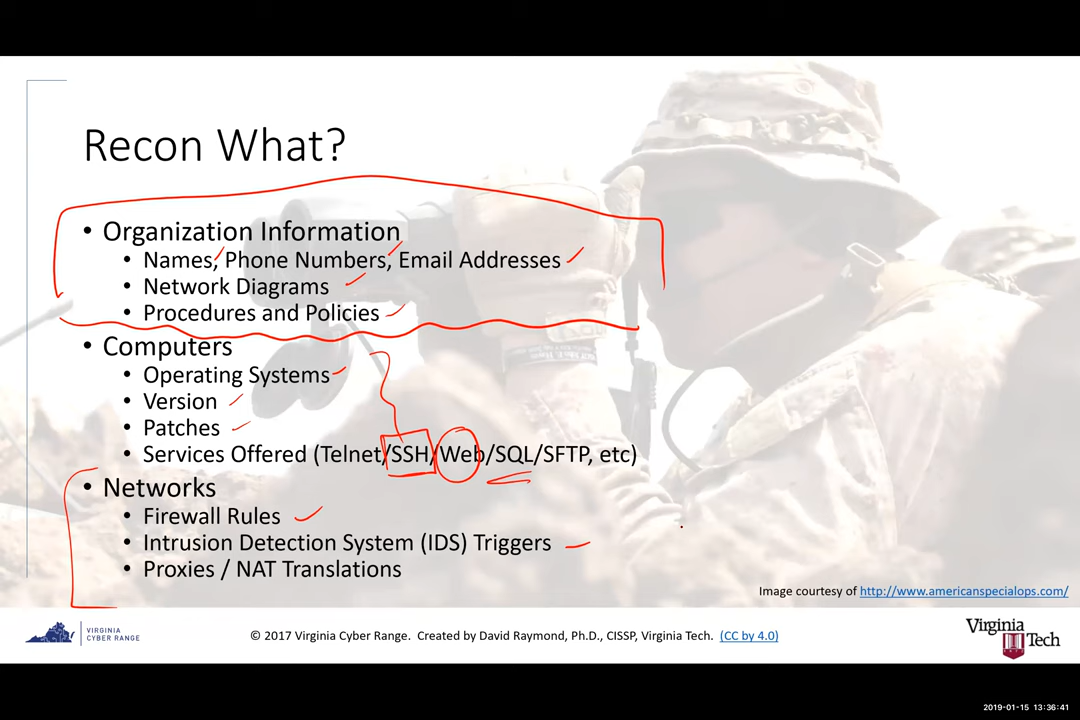 Recon What?
• Organization Information
• Names, Phone Numbers, Email Addresses
• Network Diagrams
• Procedures and Policies
• Computers
• Operating Systems
• Version
• Patches
• Services Offered (Telnet/SSH/Web/SQL/SFTP, etc)
• Networks
• Firewall Rules
• Intrusion Detection System (IDS) Triggers
• Proxies / NAT Translations
Image courtesy of http://www.americanspecialops.com/
VIRGINIA
CYBER RANGE
© 2017 Virginia Cyber Range. Created by David Raymond, Ph.D., CISSP, Virginia Tech. (CC by 4.0)
Virginia
Tech
2019-01-15 13:36:41